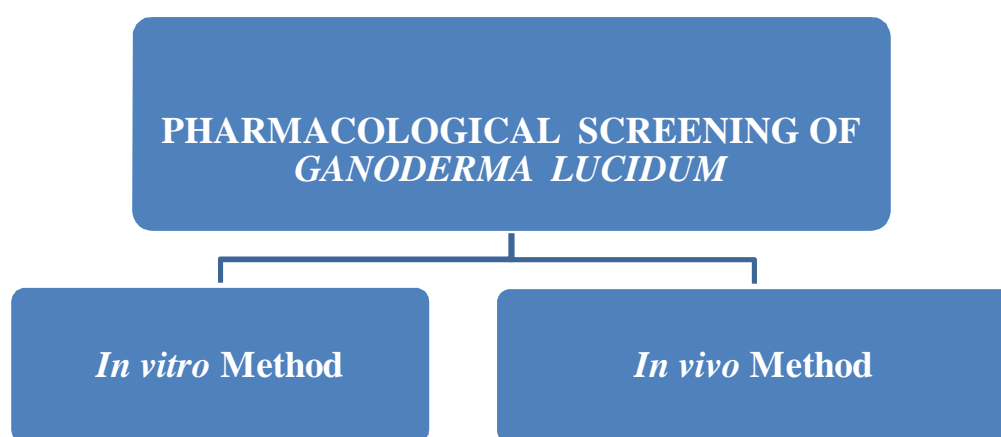 PHARMACOLOGICAL SCREENING OF
GANODERMA LUCIDUM
In vitro Method
In vivo Method